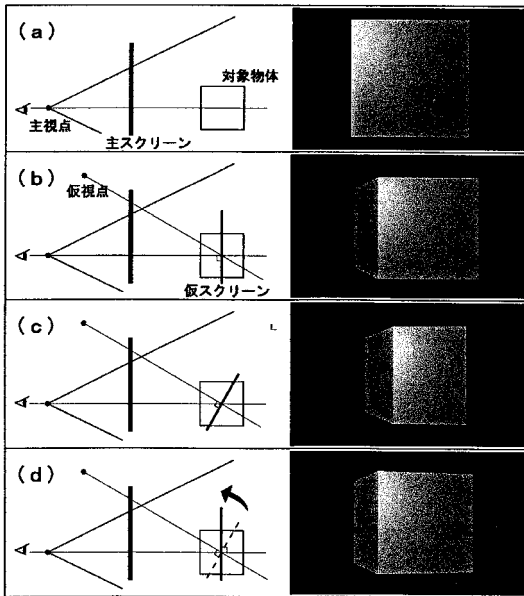 (a)
対象物体
主視点
主スクリーン
(b)
仮視点
仮スクリーン
(c)
(d)